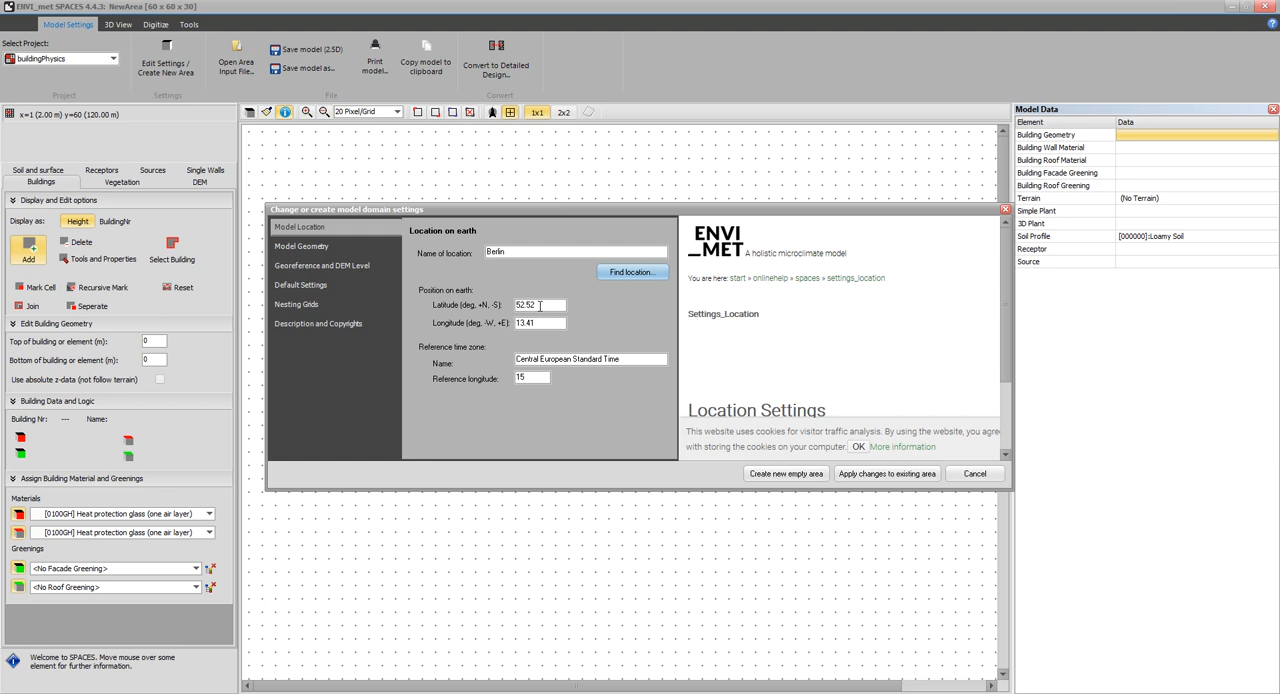 ENVI_met SPACES 4.4.3: NewArea [60 x 60 x 30]
Model Settings 3D View Digitize Tools
Select Project:
buildingPhysics
Edit Settings /
Create New Area
Open Area
Input File...
Save model (2.5D)
Save model as...
Print
model...
Copy model to
clipboard
Convert to Detailed
Design...
Project Settings File Convert
x=1 (2.00 m) y=60 (120.00 m)
20 Pixel/Grid
1x1 2x2
Model Data
Element Data
Building Geometry
Building Wall Material
Building Roof Material
Building Facade Greening
Building Roof Greening
Terrain (No Terrain)
Simple Plant
3D Plant
Soil Profile [000000]:Loamy Soil
Receptor
Source
Soil and surface Receptors Sources Single Walls
Buildings Vegetation DEM
Display and Edit options
Display as: Height BuildingNr
Add
Delete
Tools and Properties
Select Building
Mark Cell Recursive Mark Reset
Join Seperate
Edit Building Geometry
Top of building or element (m): 0
Bottom of building or element (m): 0
Use absolute z-data (not follow terrain)
Building Data and Logic
Building Nr: --- Name:
Assign Building Material and Greenings
Materials
[0100GH] Heat protection glass (one air layer)
[0100GH] Heat protection glass (one air layer)
Greenings
<No Facade Greening>
<No Roof Greening>
Welcome to SPACES. Move mouse over some
element for further information.
Change or create model domain settings
Model Location
Model Geometry
Georeference and DEM Level
Default Settings
Nesting Grids
Description and Copyrights
Location on earth
Name of location: Berlin
Find location...
Position on earth:
Latitude (deg, +N, -S): 52.52
Longitude (deg, -W, +E): 13.41
Reference time zone:
Name: Central European Standard Time
Reference longitude: 15
ENVI
_MET A holistic microclimate model
You are here: start » onlinehelp » spaces » settings_location
Settings_Location
Location Settings
This website uses cookies for visitor traffic analysis. By using the website, you agre
with storing the cookies on your computer. OK More information
Create new empty area Apply changes to existing area Cancel